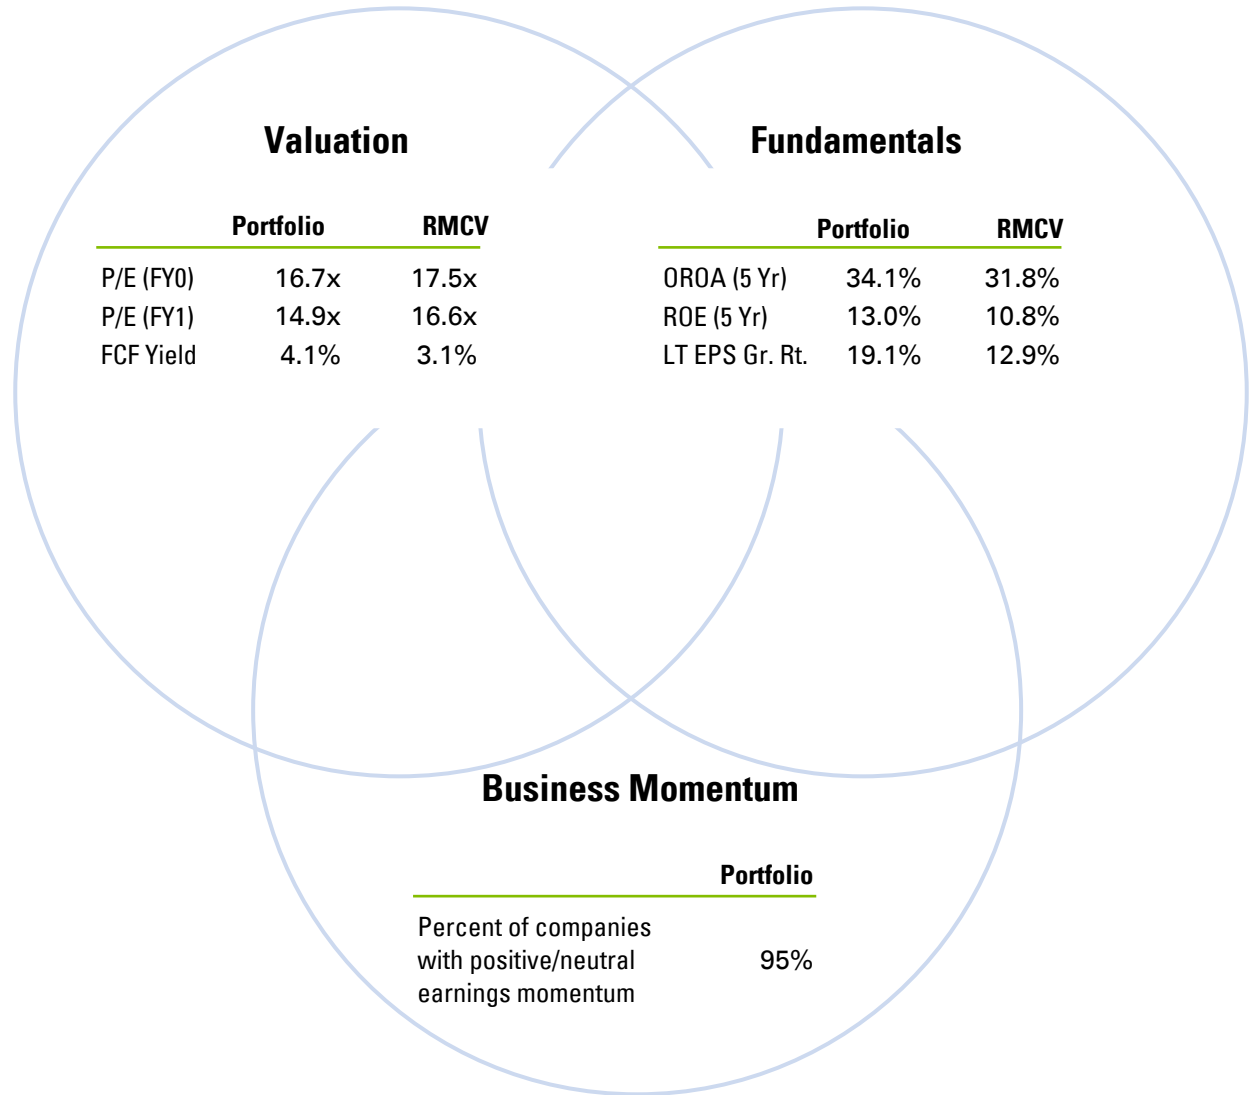 Valuation
Portfolio RMCV
P/E (FY0) 16.7x 17.5x
P/E (FY1) 14.9x 16.6x
FCF Yield 4.1% 3.1%
Fundamentals
Portfolio RMCV
OROA (5 Yr) 34.1% 31.8%
ROE (5 Yr) 13.0% 10.8%
LT EPS Gr. Rt. 19.1% 12.9%
Business Momentum
Portfolio
Percent of companies
with positive/neutral 95%
earnings momentum